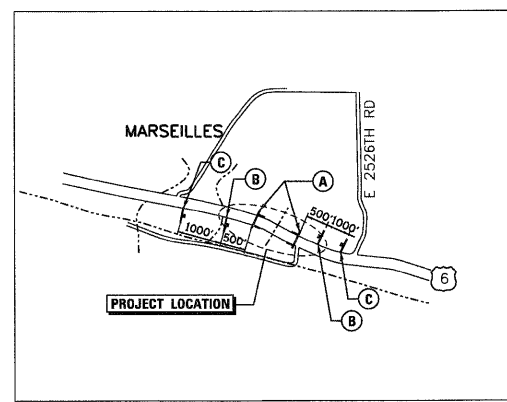 MARSEILLES
E 2526TH RD
C
B
A
500'
1000'
1000'
500'
6
C
B
PROJECT LOCATION